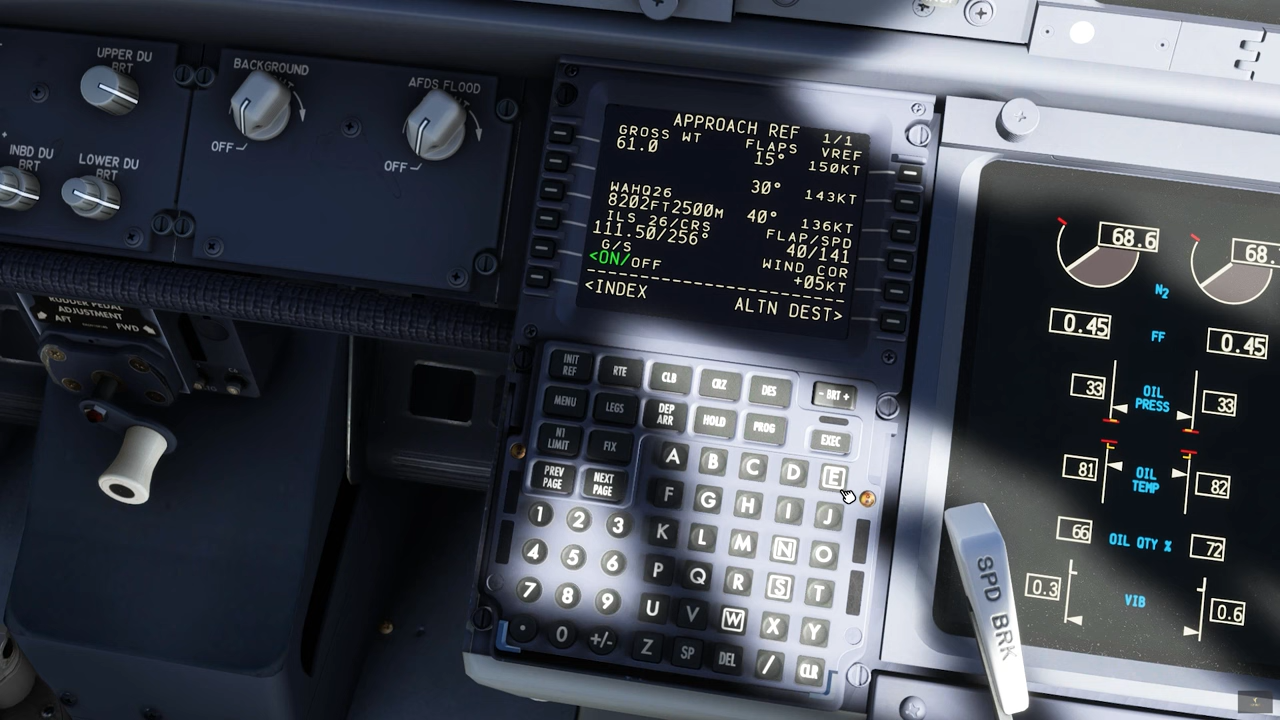 UPPER DU
BRT
BACKGROUND
OFF
AFDS FLOOD
OFF
INBD DU
BRT
LOWER DU
BRT
RUDDER PEDAL
ADJUSTMENT
AFT FWD
APPROACH REF 1/1
GROSS WT FLAPS VREF
61.0 15° 150KT
30° 143KT
WAHQ26
8202FT2500M 40° 136KT
ILS 26/CRS FLAP/SPD
111.50/256° 40/141
G/S WIND COR
<ON/OFF +05KT
--------------------
<INDEX ALTN DEST>
INIT REF RTE CLB CRZ DES - BRT +
MENU LEGS DEP ARR HOLD PROG EXEC
N1 LIMIT FIX
PREV PAGE NEXT PAGE
A B C D E
F G H I J
K L M N O
P Q R S T
U V W X Y
Z SP DEL / CLR
1 2 3
4 5 6
7 8 9
. 0 +/-
68.6 68.
N2
0.45 FF 0.45
33 OIL PRESS 33
81 OIL TEMP 82
66 OIL QTY % 72
0.3 VIB 0.6
SPD BRK